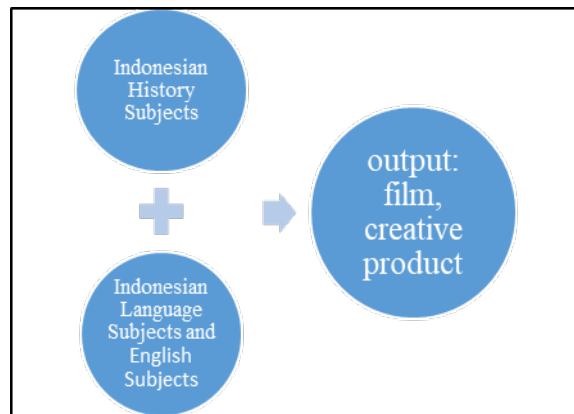 Indonesian
History
Subjects
Indonesian
Language
Subjects and
English
Subjects
output:
film,
creative
product